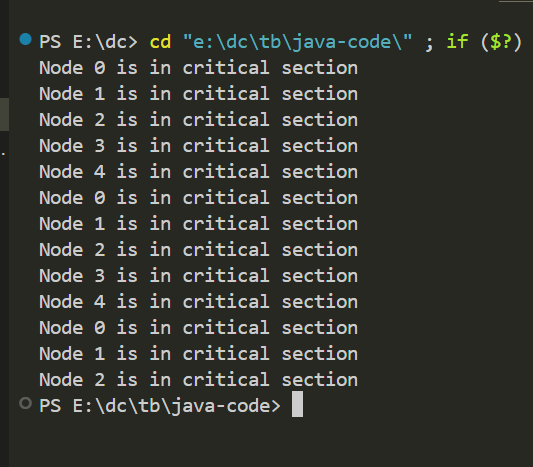 PS E:\dc> cd "e:\dc\tb\java-code\" ; if ($?)
Node 0 is in critical section
Node 1 is in critical section
Node 2 is in critical section
Node 3 is in critical section
Node 4 is in critical section
Node 0 is in critical section
Node 1 is in critical section
Node 2 is in critical section
Node 3 is in critical section
Node 4 is in critical section
Node 0 is in critical section
Node 1 is in critical section
Node 2 is in critical section
PS E:\dc\tb\java-code>